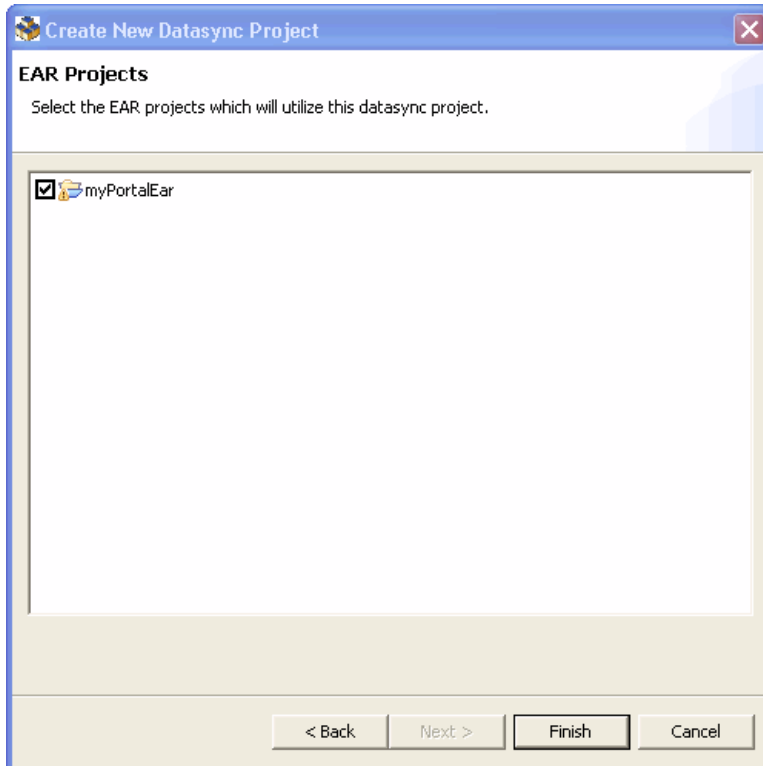 Create New Datasync Project
EAR Projects
Select the EAR projects which will utilize this datasync project.
myPortalEar
< Back Next > Finish Cancel